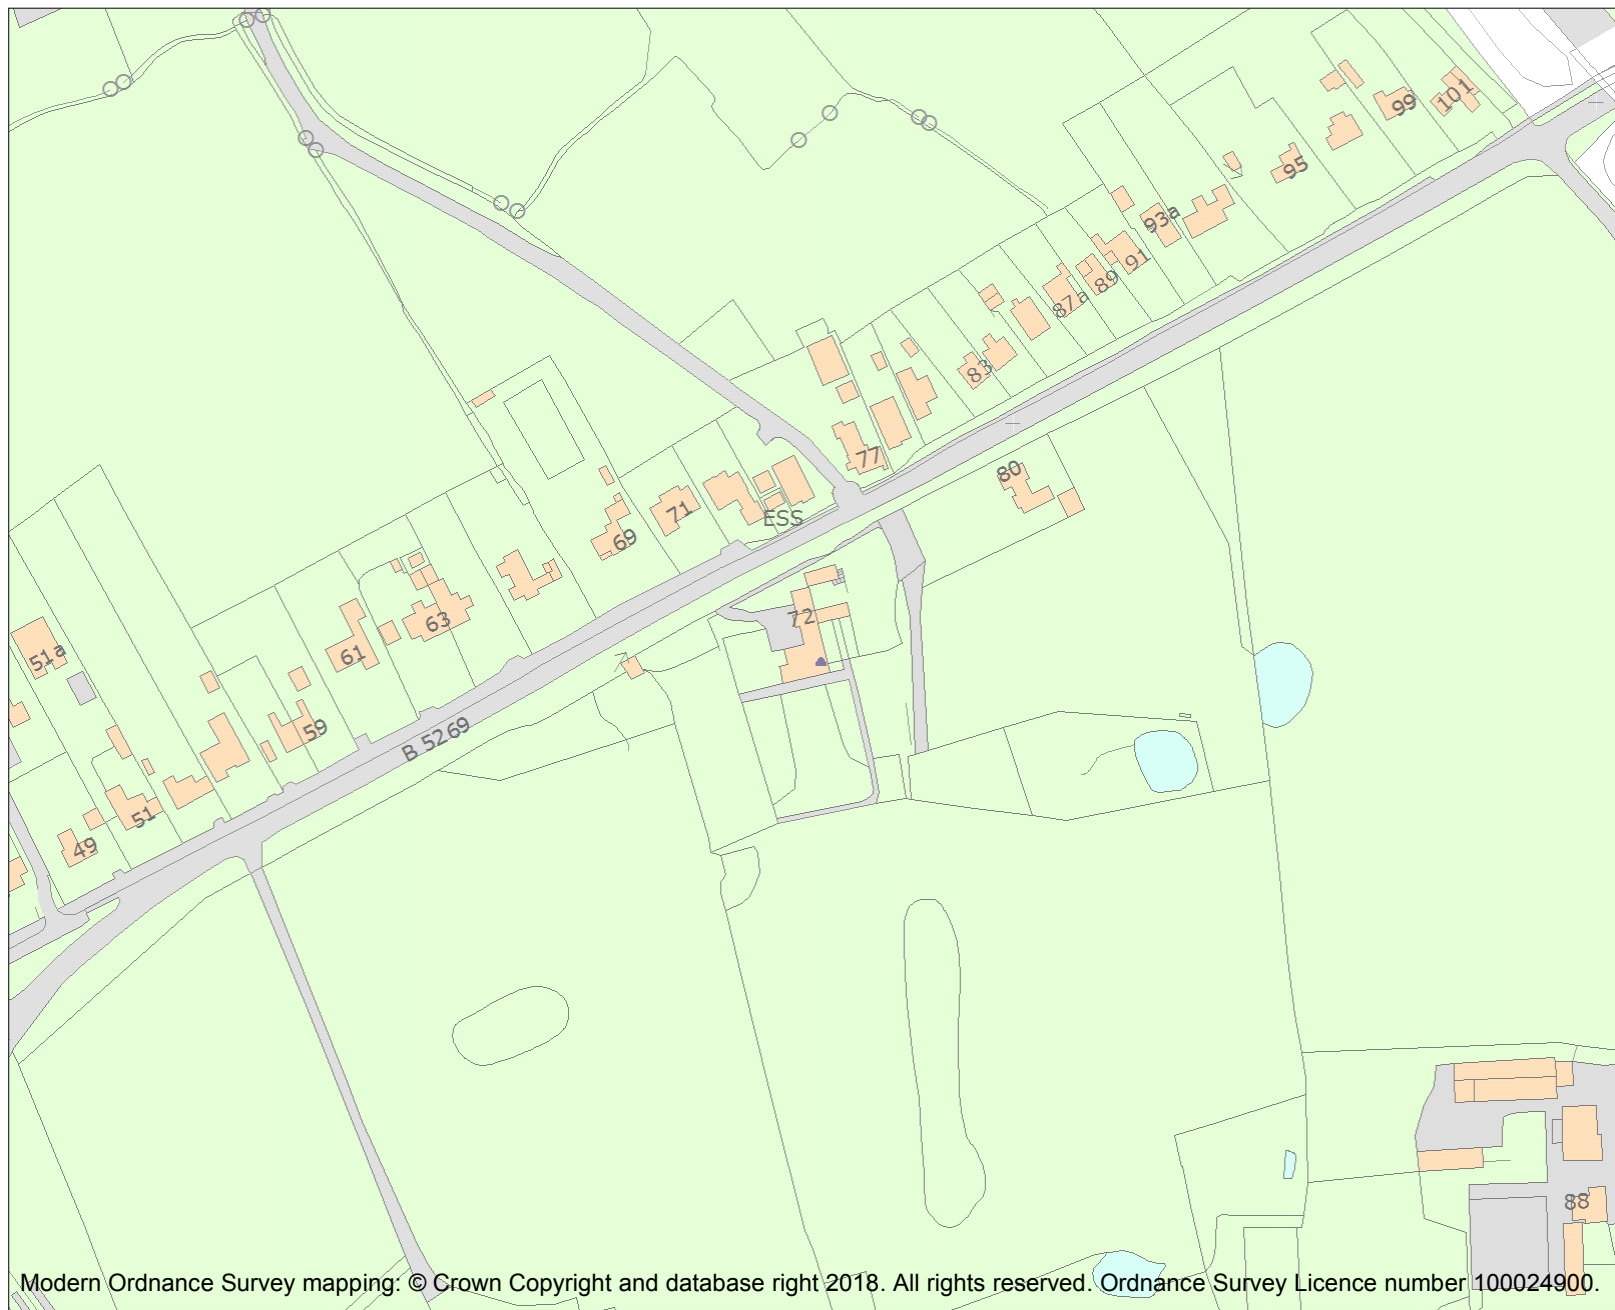 101
99
95
93a
91
89
87a
83
77
80
71
ESS
69
72
63
61
51a
59
B 5269
51
49
88
Modern Ordnance Survey mapping: © Crown Copyright and database right 2018. All rights reserved. Ordnance Survey Licence number 100024900.